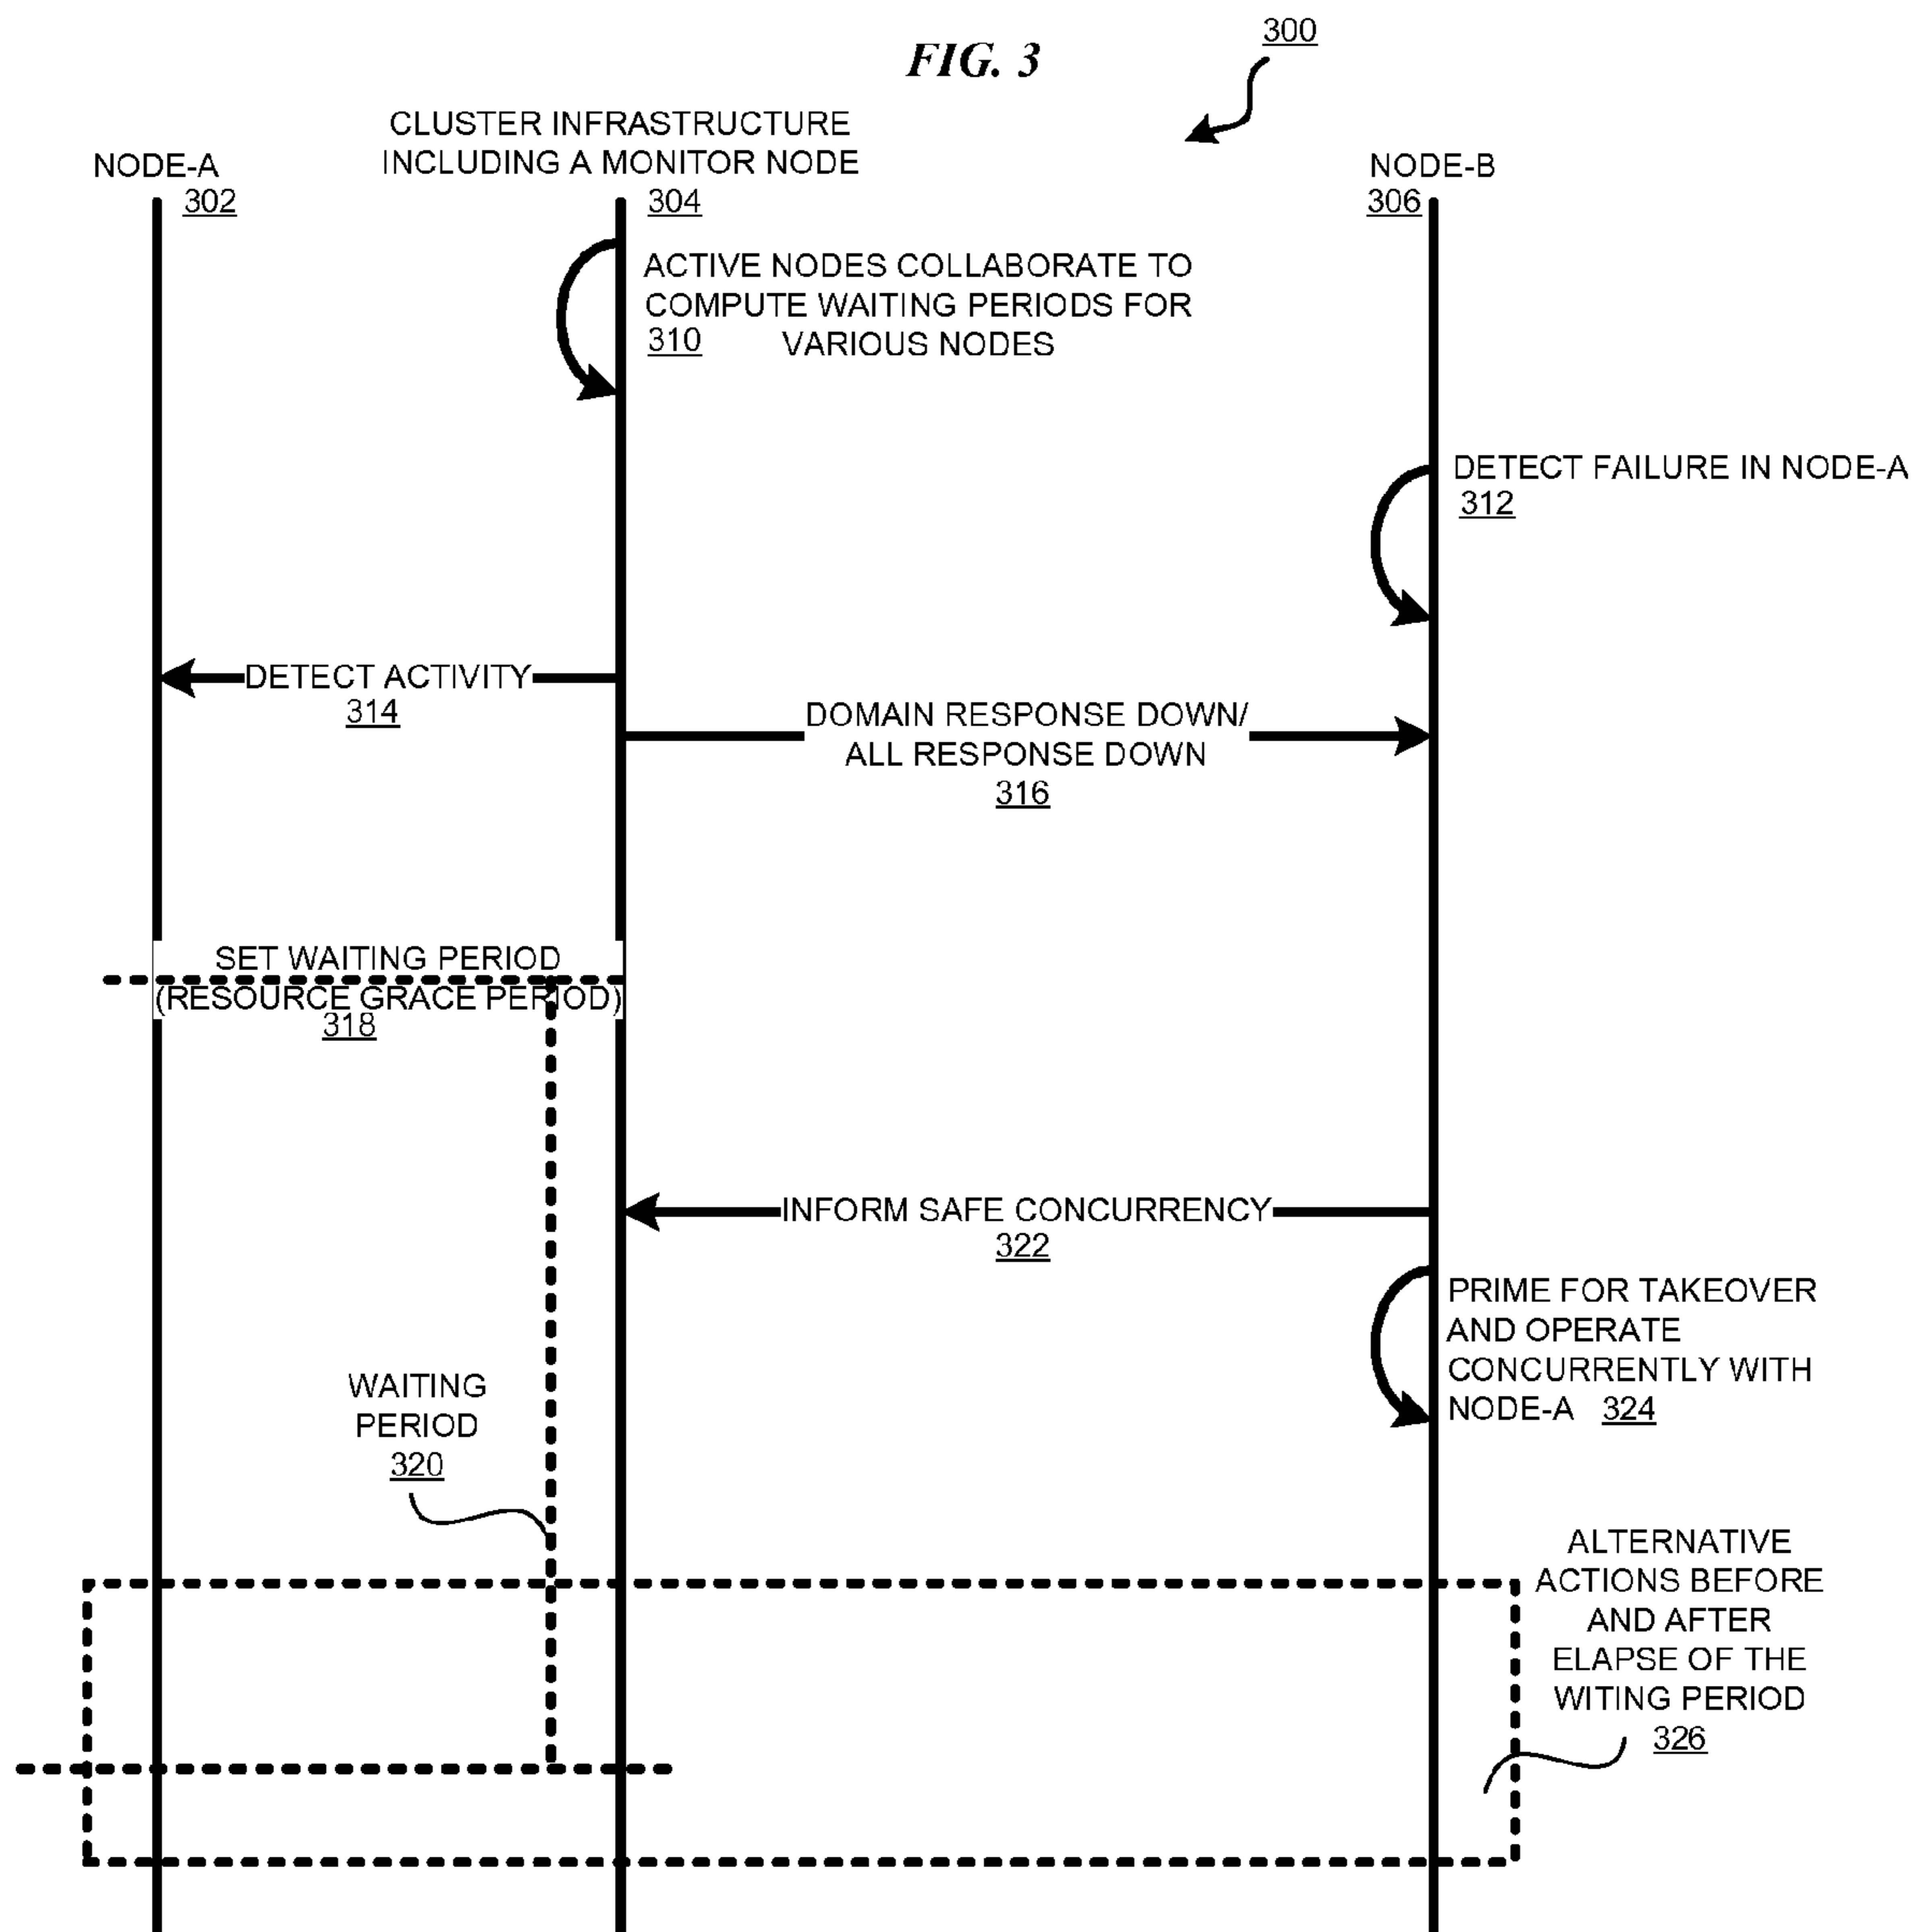 FIG. 3
300
CLUSTER INFRASTRUCTURE
INCLUDING A MONITOR NODE
304
NODE-A
302
NODE-B
306
ACTIVE NODES COLLABORATE TO
COMPUTE WAITING PERIODS FOR
310 VARIOUS NODES
DETECT FAILURE IN NODE-A
312
DETECT ACTIVITY
314
DOMAIN RESPONSE DOWN/
ALL RESPONSE DOWN
316
SET WAITING PERIOD
(RESOURCE GRACE PERIOD)
318
INFORM SAFE CONCURRENCY
322
PRIME FOR TAKEOVER
AND OPERATE
CONCURRENTLY WITH
NODE-A 324
WAITING
PERIOD
320
ALTERNATIVE
ACTIONS BEFORE
AND AFTER
ELAPSE OF THE
WITING PERIOD
326